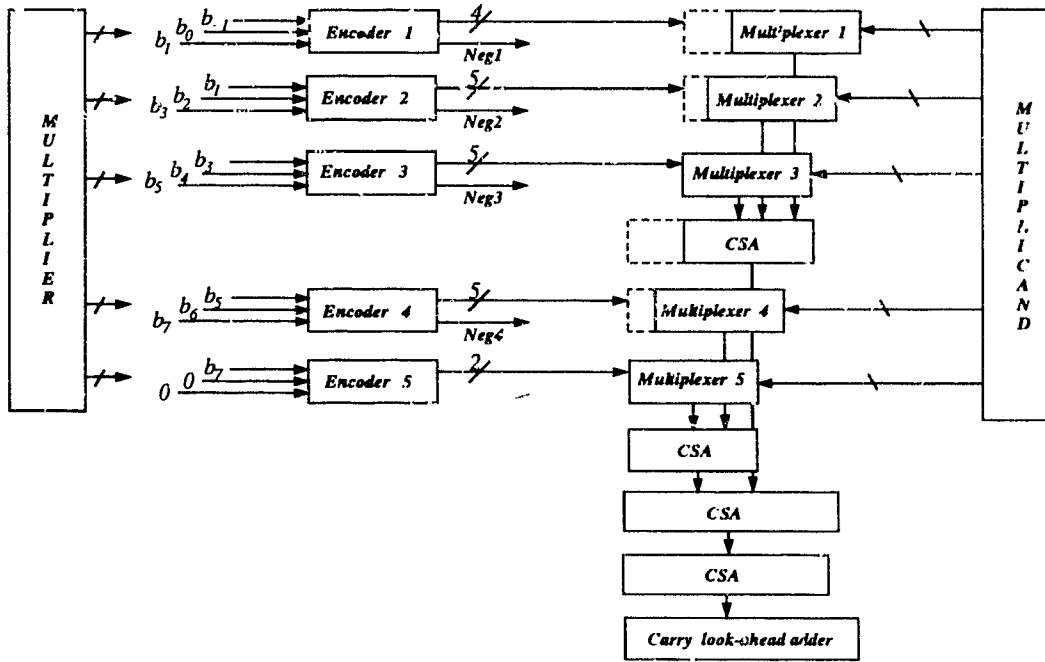 MULTIPLIER
b1 b0 b-1
Encoder 1
4
Neg1
Multiplexer 1
b3 b2 b1
Encoder 2
5
Neg2
Multiplexer 2
b5 b4 b3
Encoder 3
5
Neg3
Multiplexer 3
CSA
b7 b6 b5
Encoder 4
5
Neg4
Multiplexer 4
0 0 b7
Encoder 5
2
Multiplexer 5
CSA
CSA
CSA
Carry look-ahead adder
MULTIPLICAND